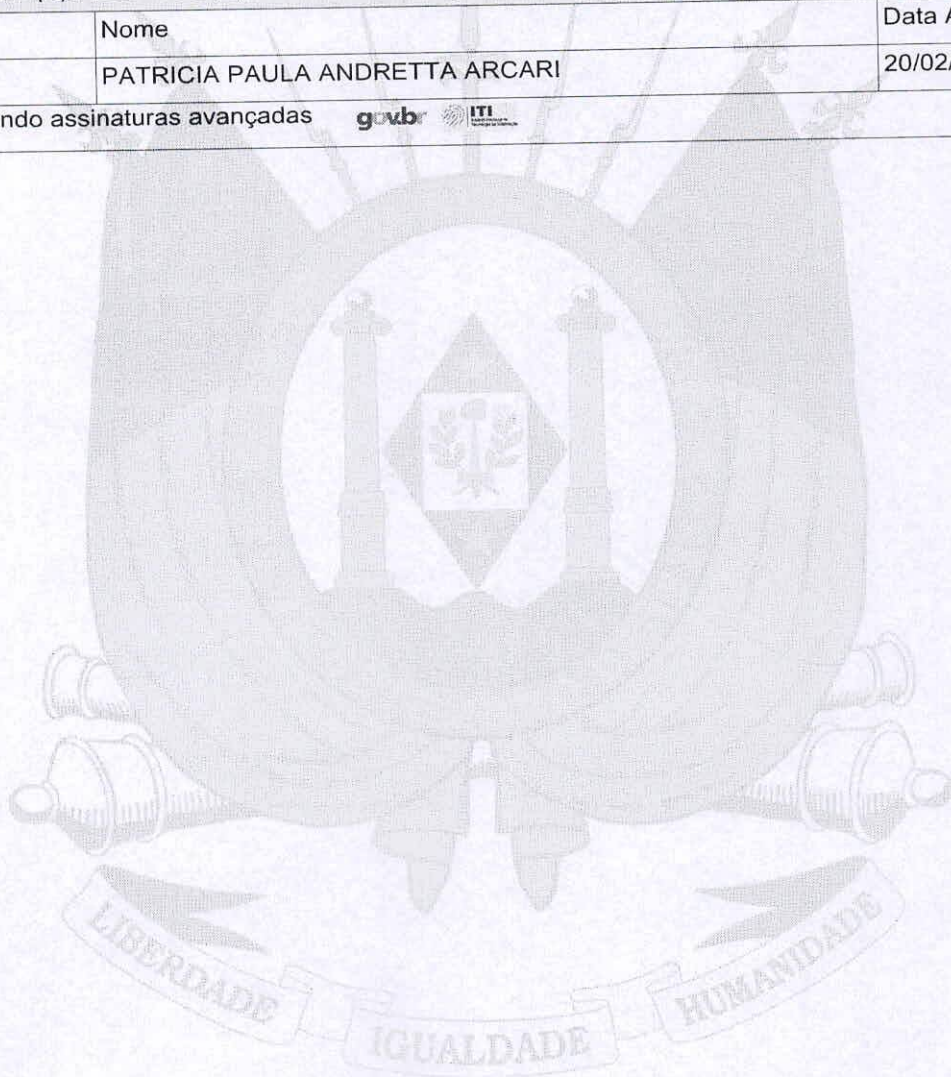 Nome
Data A
PATRICIA PAULA ANDRETTA ARCARI
20/02/
ndo assinaturas avançadas gov.br ITI
LIBERDADE
IGUALDADE
HUMANIDADE